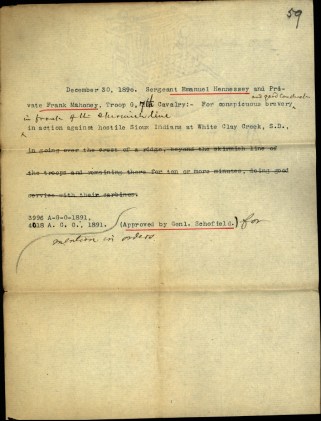 59
December 30, 1890. Sergeant Emanuel Hennessey and Pri-
and good conduct
vate Frank Mahoney, Troop G, 7th Cavalry:- For conspicuous bravery
in front of the skirmish line
in action against hostile Sioux Indians at White Clay Creek, S.D.,
in going over the crest of a ridge, beyond the skirmish line of
the troops and remaining there for ten or more minutes, doing good
service with their carbines.
3996 A-G-O-1891.
4018 A. G. O., 1891. (Approved by Genl. Schofield.) for
mention in orders